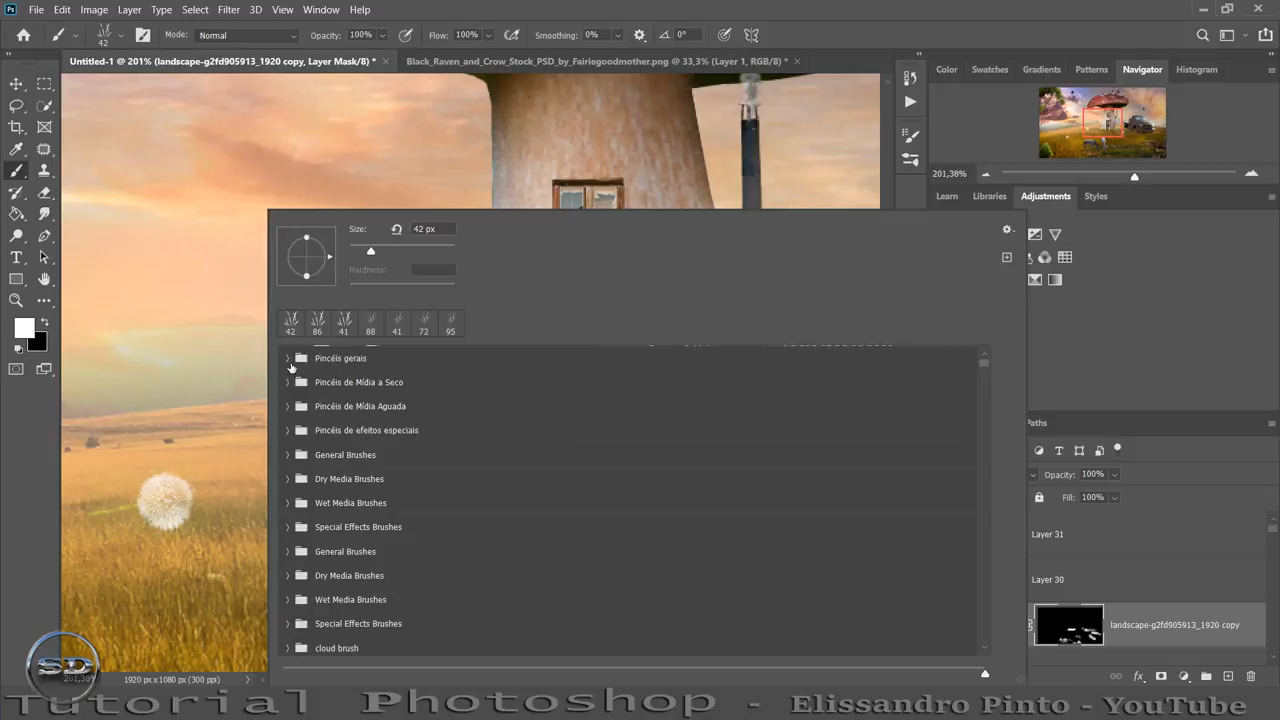 Ps File Edit Image Layer Type Select Filter 3D View Window Help
42 Mode: Normal Opacity: 100% Flow: 100% Smoothing: 0% 0°
Untitled-1 @ 201% (landscape-g2fd905913_1920 copy, Layer Mask/8) * × Black_Raven_and_Crow_Stock_PSD_by_Fairiegoodmother.png @ 33,3% (Layer 1, RGB/8) * ×
Color Swatches Gradients Patterns Navigator Histogram
201,38%
Learn Libraries Adjustments Styles
Size: 42 px
Hardness:
42 86 41 88 41 72 95
Pincéis gerais
Pincéis de Mídia a Seco
Pincéis de Mídia Aguada
Pincéis de efeitos especiais
General Brushes
Dry Media Brushes
Wet Media Brushes
Special Effects Brushes
General Brushes
Dry Media Brushes
Wet Media Brushes
Special Effects Brushes
cloud brush
Paths
Opacity: 100%
Fill: 100%
Layer 31
Layer 30
landscape-g2fd905913_1920 copy
SD
201,38% 1920 px x 1080 px (300 ppi)
Tutorial Photoshop - Elissandro Pinto - YouTube